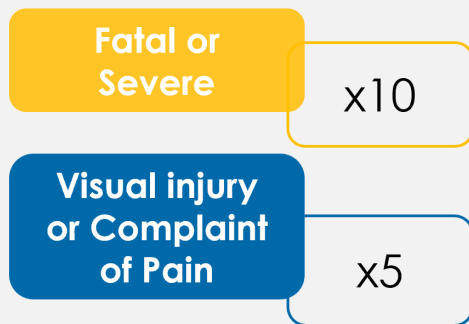 Fatal or
Severe
x10
Visual injury
or Complaint
of Pain
x5